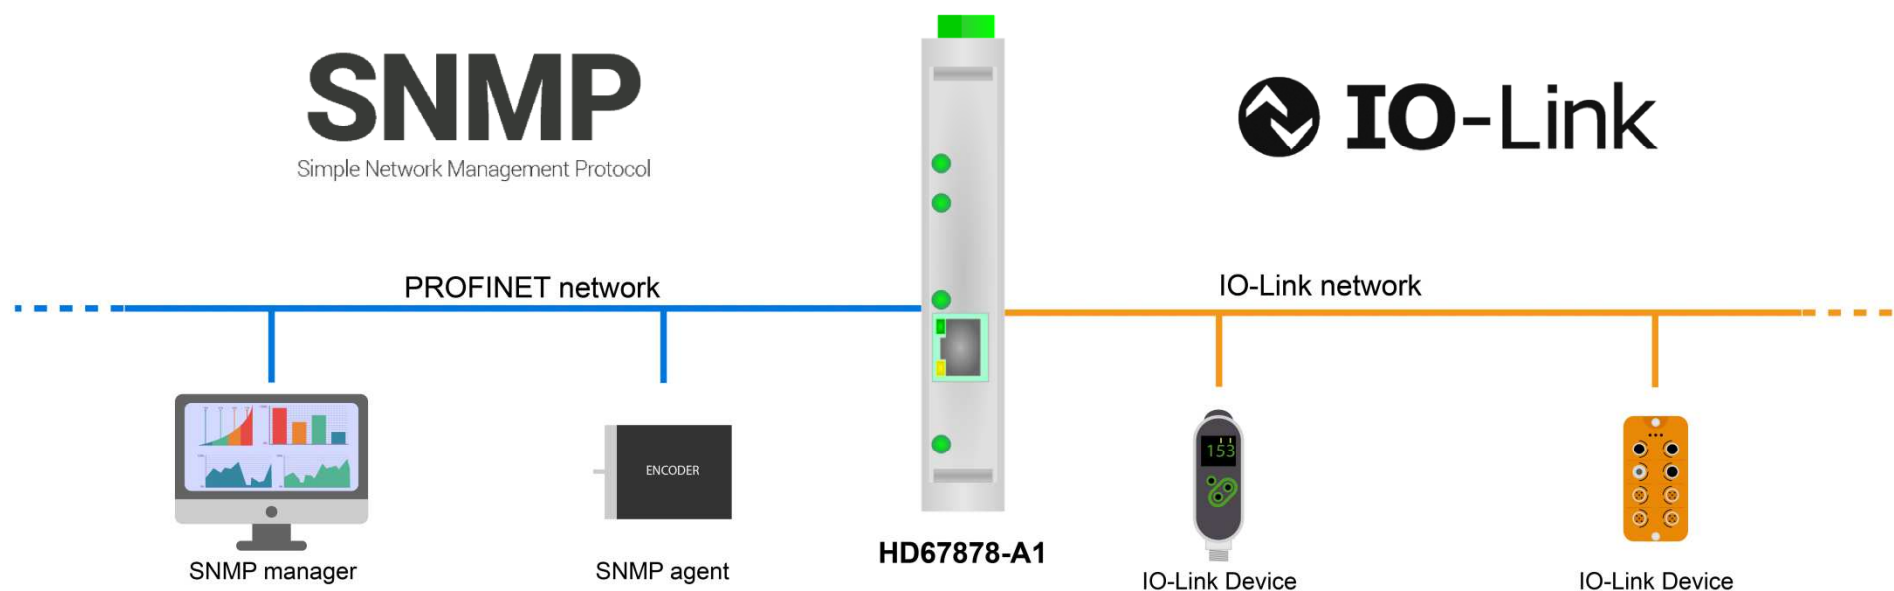 SNMP
Simple Network Management Protocol
IO-Link
PROFINET network
IO-Link network
153
ENCODER
SNMP manager
SNMP agent
HD67878-A1
IO-Link Device
IO-Link Device